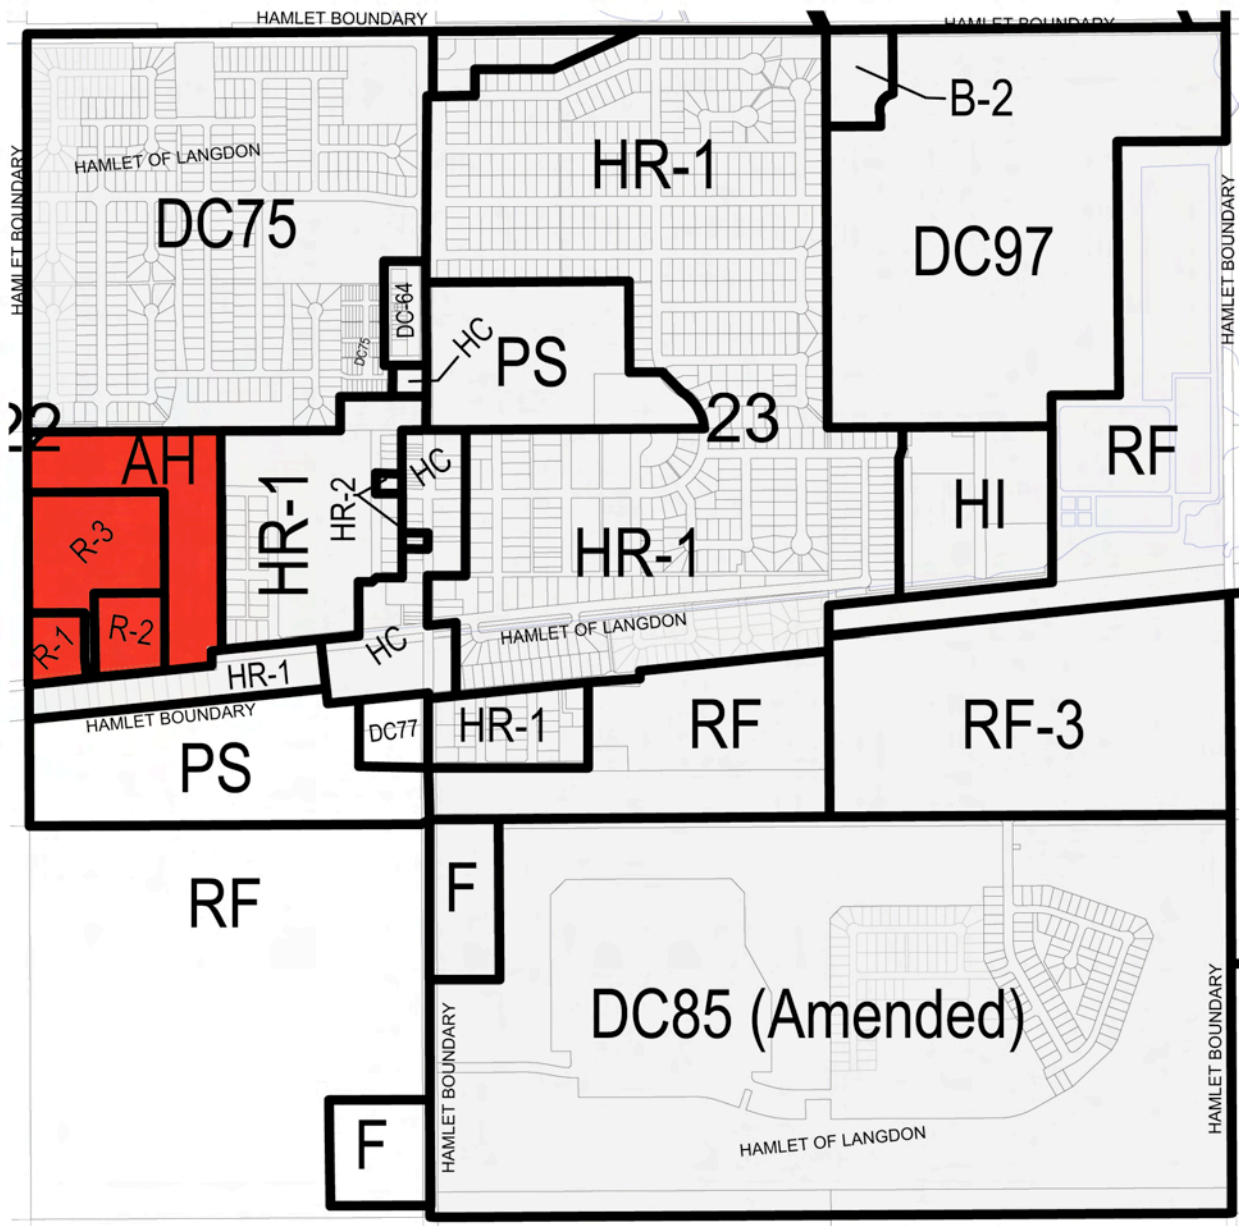 HAMLET BOUNDARY
HAMLET BOUNDARY
B-2
HAMLET OF LANGDON
HR-1
HAMLET BOUNDARY
HAMLET BOUNDARY
DC75
DC97
DC-64
HC
DC75
PS
22
23
AH
HC
RF
R-3
HR-1
HR-2
HI
HR-1
R-1
R-2
HC
HAMLET OF LANGDON
HR-1
HAMLET BOUNDARY
DC77
HR-1
RF
RF-3
PS
F
RF
DC85 (Amended)
HAMLET BOUNDARY
HAMLET BOUNDARY
F
HAMLET OF LANGDON